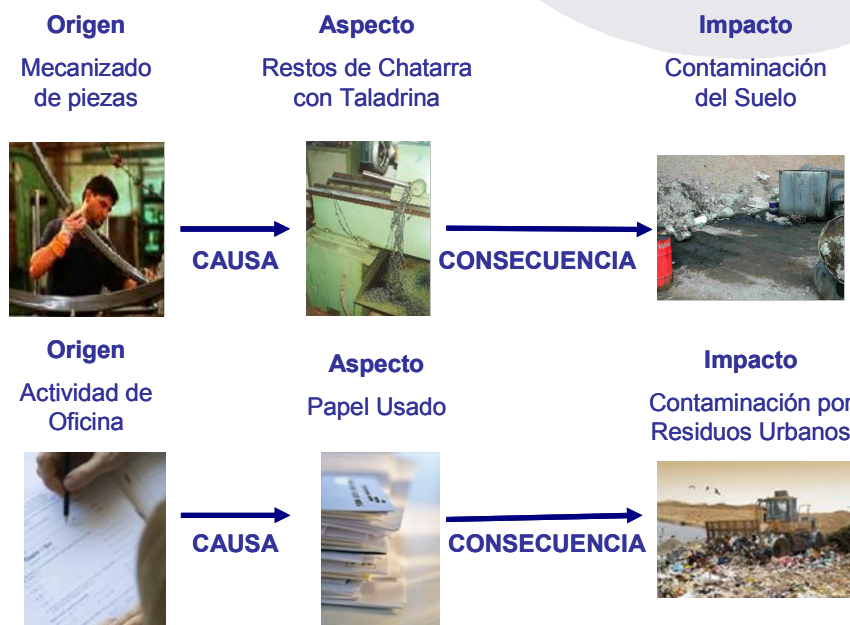 Origen
Aspecto
Impacto
Mecanizado
de piezas
Restos de Chatarra
con Taladrina
Contaminación
del Suelo
CAUSA
CONSECUENCIA
Origen
Aspecto
Impacto
Actividad de
Oficina
Papel Usado
Contaminación por
Residuos Urbanos
CAUSA
CONSECUENCIA